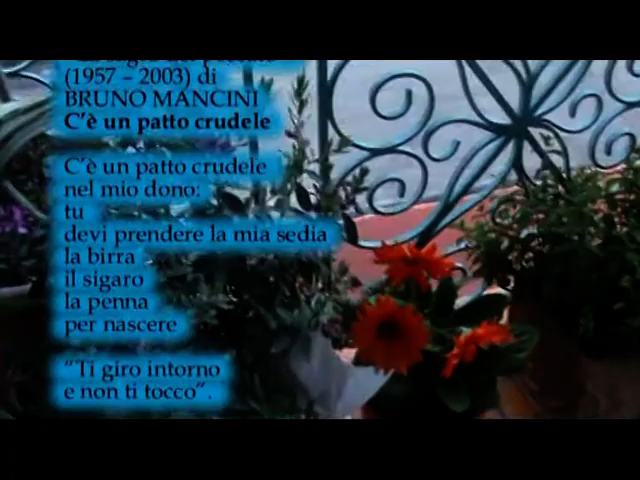 (1957 – 2003) di
BRUNO MANCINI
C'è un patto crudele
C'è un patto crudele
nel mio dono:
tu
devi prendere la mia sedia
la birra
il sigaro
la penna
per nascere
“Ti giro intorno
e non ti tocco”.